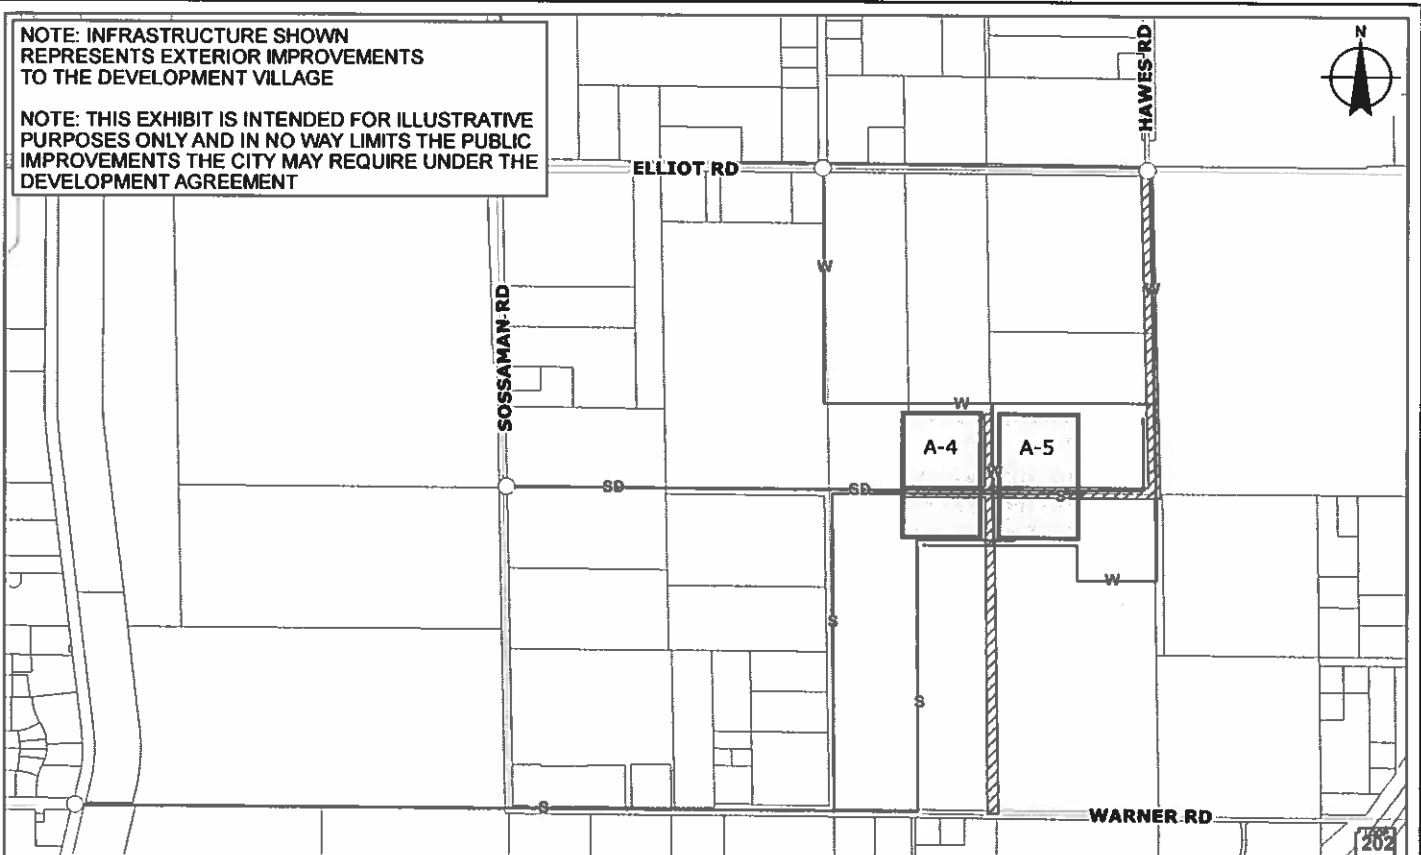 NOTE: INFRASTRUCTURE SHOWN
REPRESENTS EXTERIOR IMPROVEMENTS
TO THE DEVELOPMENT VILLAGE
NOTE: THIS EXHIBIT IS INTENDED FOR ILLUSTRATIVE
PURPOSES ONLY AND IN NO WAY LIMITS THE PUBLIC
IMPROVEMENTS THE CITY MAY REQUIRE UNDER THE
DEVELOPMENT AGREEMENT
N
HAWES RD
ELLIOT RD
W
W
SOSSAMAN RD
W
A-4
A-5
W
SD
SD
S
W
S
S
S
WARNER RD
LOOP
202